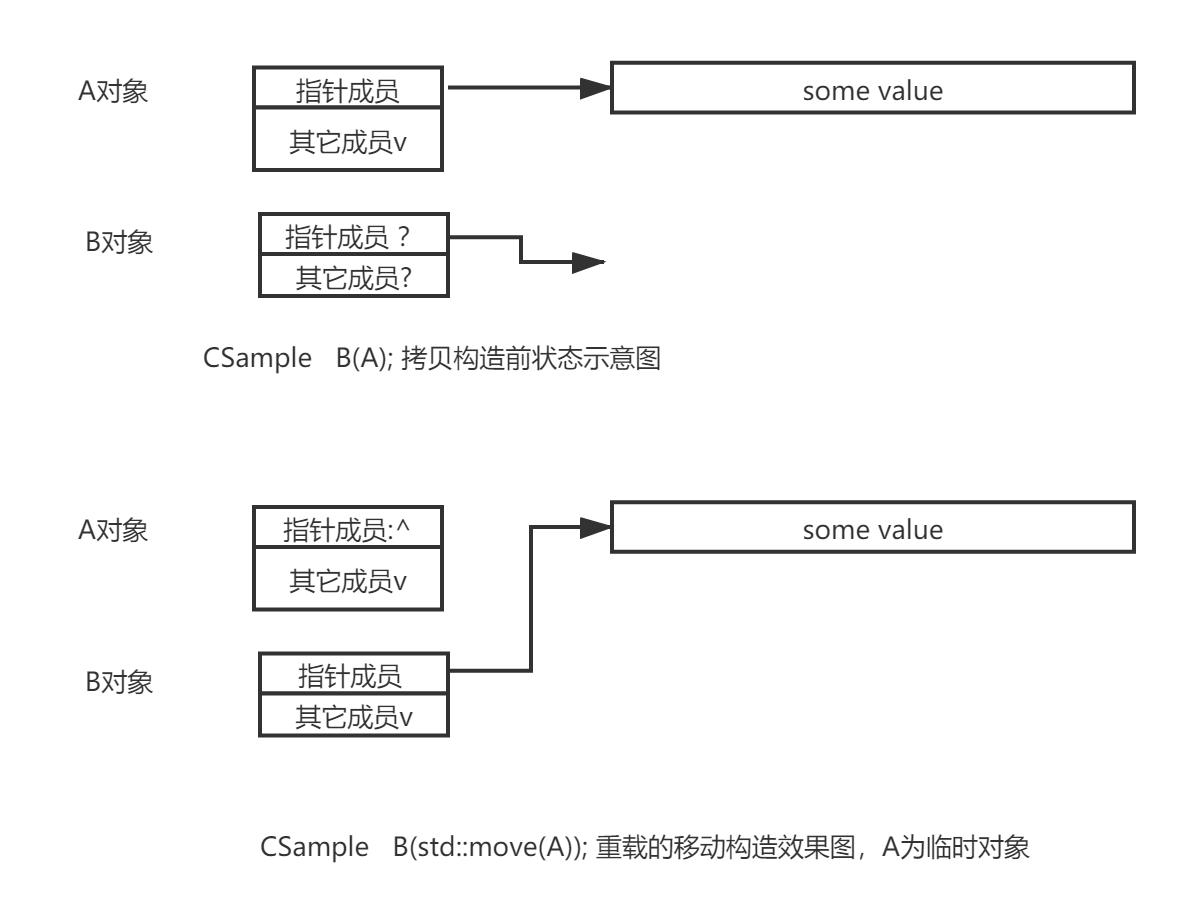 A对象
指针成员
some value
其它成员v
B对象
指针成员 ?
其它成员?
CSample B(A); 拷贝构造前状态示意图
A对象
指针成员:^
some value
其它成员v
B对象
指针成员
其它成员v
CSample B(std::move(A)); 重载的移动构造效果图，A为临时对象